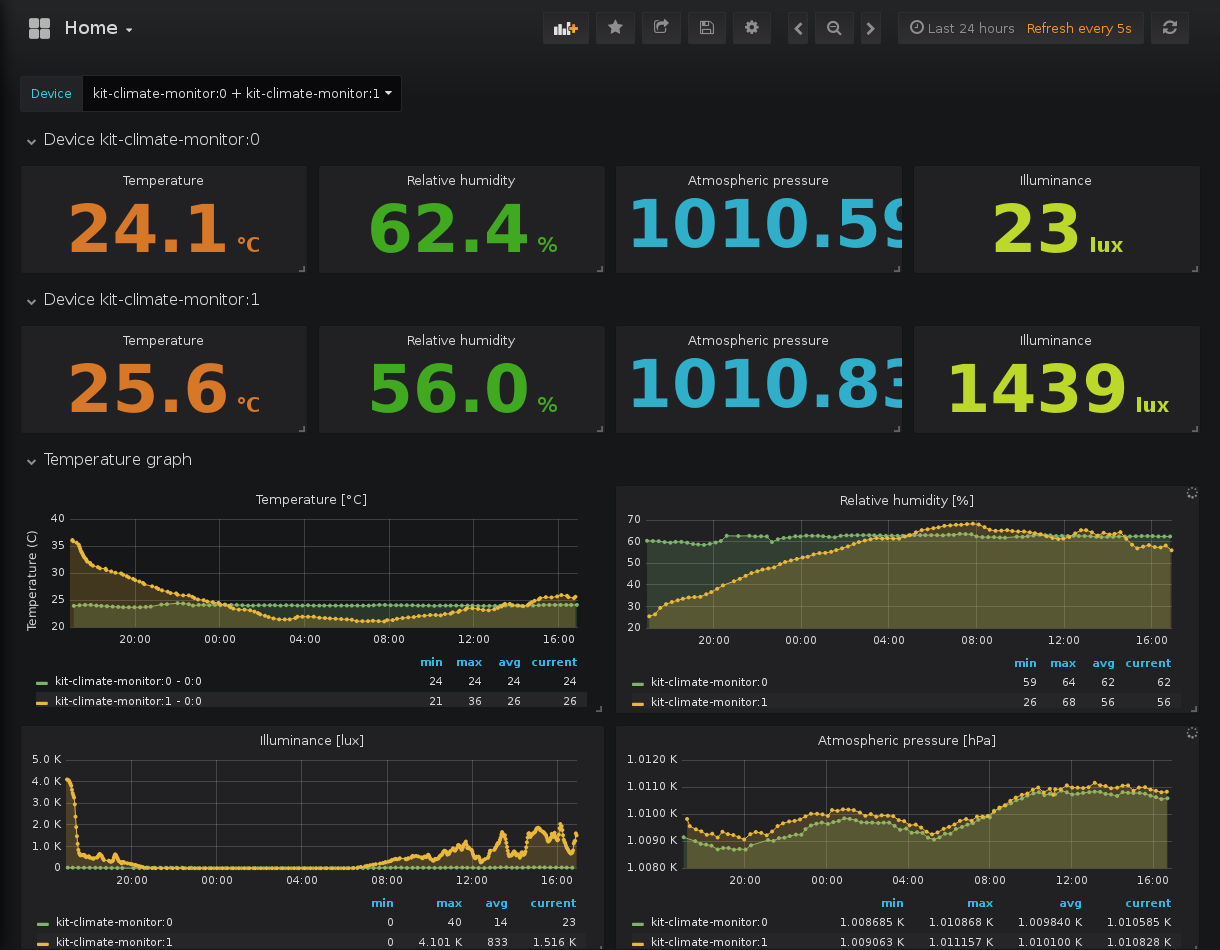 Home
Last 24 hours Refresh every 5s
Device kit-climate-monitor:0 + kit-climate-monitor:1
Device kit-climate-monitor:0
Temperature Relative humidity Atmospheric pressure Illuminance
24.1 °C 62.4 % 1010.59 23 lux
Device kit-climate-monitor:1
Temperature Relative humidity Atmospheric pressure Illuminance
25.6 °C 56.0 % 1010.83 1439 lux
Temperature graph
Temperature [°C]
Temperature (C)
40
35
30
25
20
20:00 00:00 04:00 08:00 12:00 16:00
min max avg current
kit-climate-monitor:0 - 0:0 24 24 24 24
kit-climate-monitor:1 - 0:0 21 36 26 26
Relative humidity [%]
70
60
50
40
30
20
20:00 00:00 04:00 08:00 12:00 16:00
min max avg current
kit-climate-monitor:0 59 64 62 62
kit-climate-monitor:1 26 68 56 56
Illuminance [lux]
5.0 K
4.0 K
3.0 K
2.0 K
1.0 K
0
20:00 00:00 04:00 08:00 12:00 16:00
min max avg current
kit-climate-monitor:0 0 40 14 23
kit-climate-monitor:1 0 4.101 K 833 1.516 K
Atmospheric pressure [hPa]
1.0120 K
1.0110 K
1.0100 K
1.0090 K
1.0080 K
20:00 00:00 04:00 08:00 12:00 16:00
min max avg current
kit-climate-monitor:0 1.008685 K 1.010868 K 1.009840 K 1.010585 K
kit-climate-monitor:1 1.009063 K 1.011157 K 1.010100 K 1.010828 K